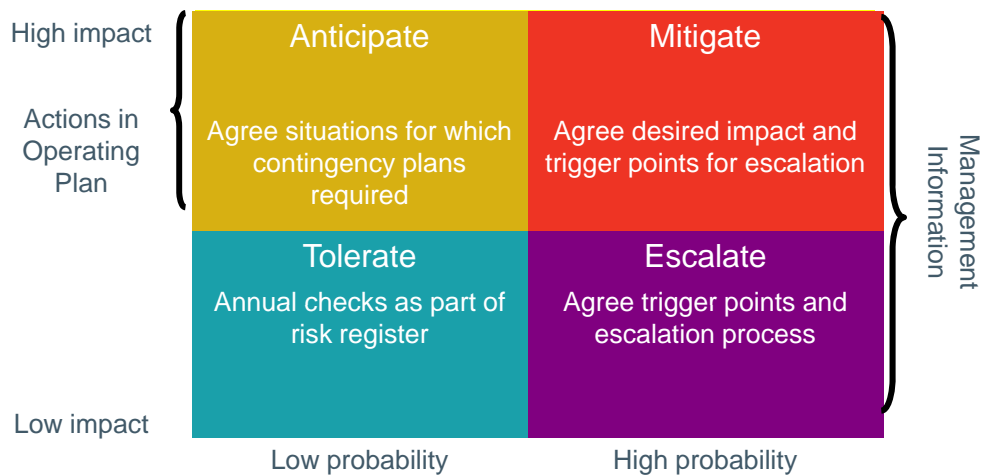 High impact
Actions in
Operating
Plan
Anticipate
Agree situations for which
contingency plans
required
Mitigate
Agree desired impact and
trigger points for escalation
Tolerate
Annual checks as part of
risk register
Escalate
Agree trigger points and
escalation process
Management
Information
Low impact
Low probability
High probability